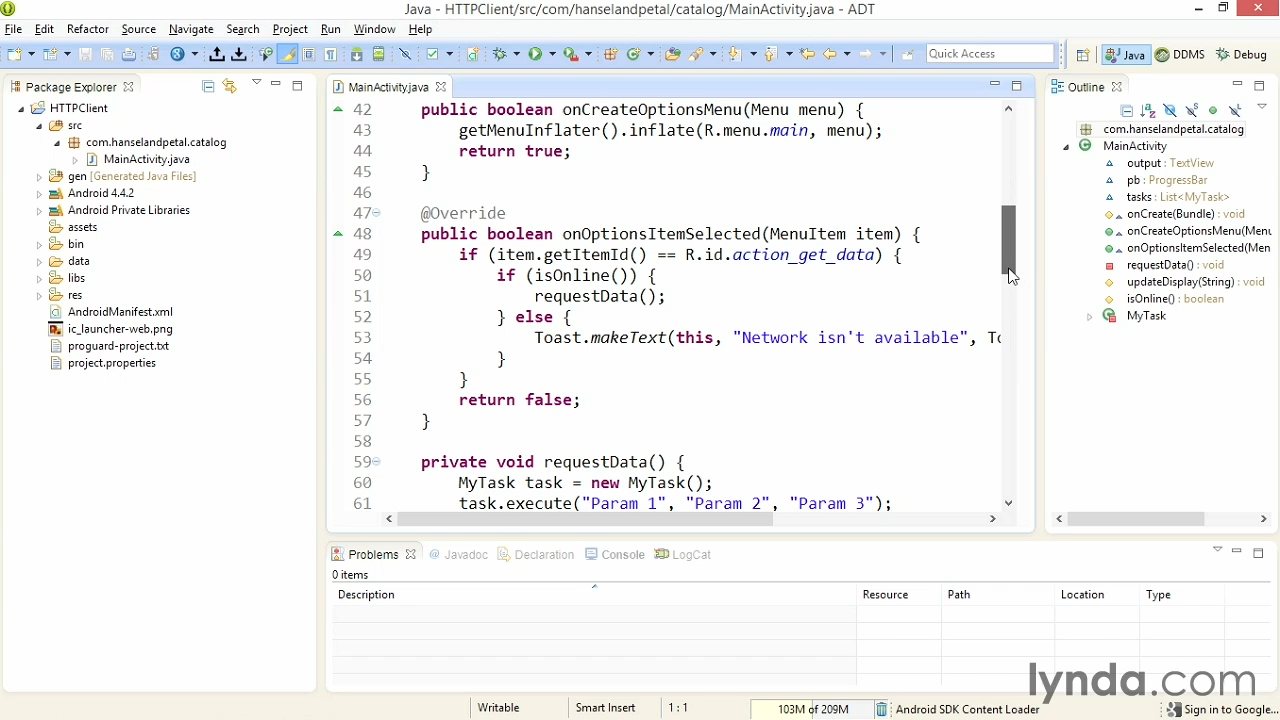 Java - HTTPClient/src/com/hanselandpetal/catalog/MainActivity.java - ADT
File Edit Refactor Source Navigate Search Project Run Window Help
Quick Access
Java
DDMS
Debug
Package Explorer
HTTPClient
src
com.hanselandpetal.catalog
MainActivity.java
gen [Generated Java Files]
Android 4.4.2
Android Private Libraries
assets
bin
data
libs
res
AndroidManifest.xml
ic_launcher-web.png
proguard-project.txt
project.properties
MainActivity.java
42 public boolean onCreateOptionsMenu(Menu menu) {
43 getMenuInflater().inflate(R.menu.main, menu);
44 return true;
45 }
46
47 @Override
48 public boolean onOptionsItemSelected(MenuItem item) {
49 if (item.getItemId() == R.id.action_get_data) {
50 if (isOnline()) {
51 requestData();
52 } else {
53 Toast.makeText(this, "Network isn't available", To
54 }
55 }
56 return false;
57 }
58
59 private void requestData() {
60 MyTask task = new MyTask();
61 task.execute("Param 1", "Param 2", "Param 3");
Outline
com.hanselandpetal.catalog
MainActivity
output : TextView
pb : ProgressBar
tasks : List<MyTask>
onCreate(Bundle) : void
onCreateOptionsMenu(Menu
onOptionsItemSelected(Men
requestData() : void
updateDisplay(String) : void
isOnline() : boolean
MyTask
Problems @ Javadoc Declaration Console LogCat
0 items
Description Resource Path Location Type
lynda.com
Writable Smart Insert 1 : 1 103M of 209M Android SDK Content Loader Sign in to Google...